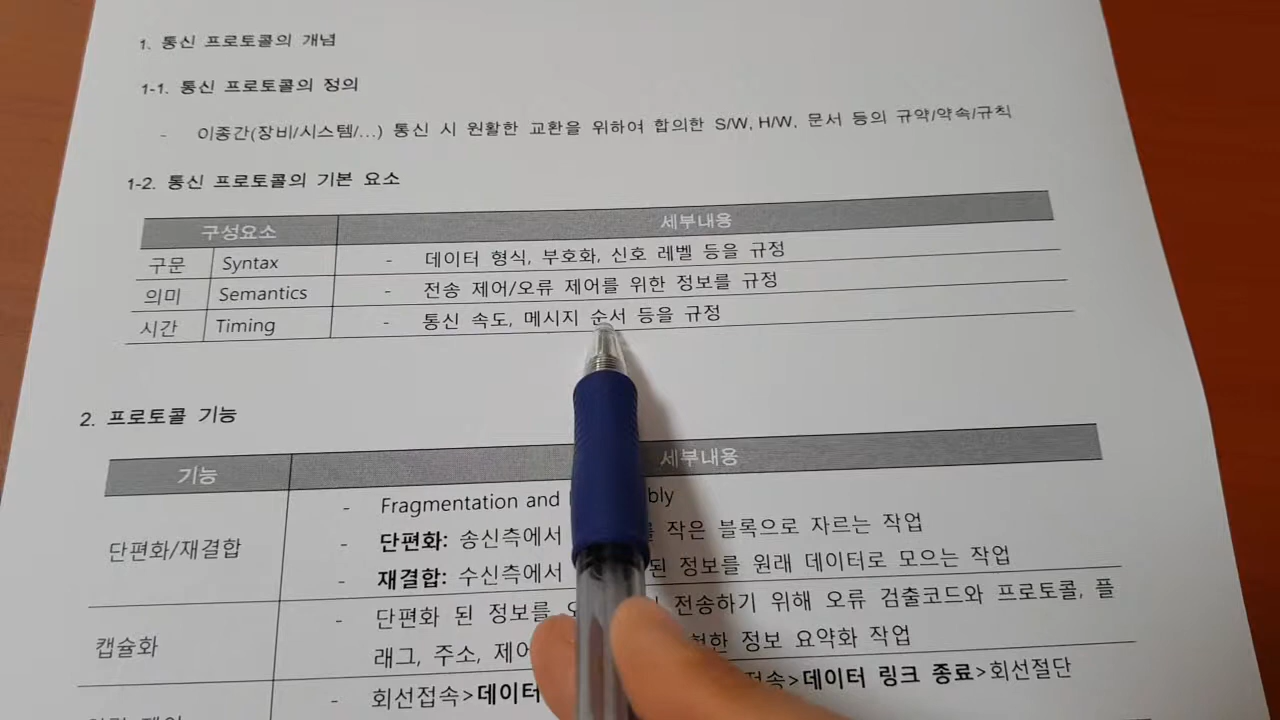 1. 통신 프로토콜의 개념
1-1. 통신 프로토콜의 정의
- 이종간(장비/시스템/...) 통신 시 원활한 교환을 위하여 합의한 S/W, H/W, 문서 등의 규약/약속/규칙
1-2. 통신 프로토콜의 기본 요소
구성요소 세부내용
구문 Syntax - 데이터 형식, 부호화, 신호 레벨 등을 규정
의미 Semantics - 전송 제어/오류 제어를 위한 정보를 규정
시간 Timing - 통신 속도, 메시지 순서 등을 규정
2. 프로토콜 기능
기능 세부내용
- Fragmentation and
단편화/재결합
- 단편화: 송신측에서 작은 블록으로 자르는 작업
- 재결합: 수신측에서 정보를 원래 데이터로 모으는 작업
캡슐화
- 단편화 된 정보를 전송하기 위해 오류 검출코드와 프로토콜, 플
래그, 주소, 정보 요약화 작업
- 회선접속>데이터 >데이터 링크 종료>회선절단